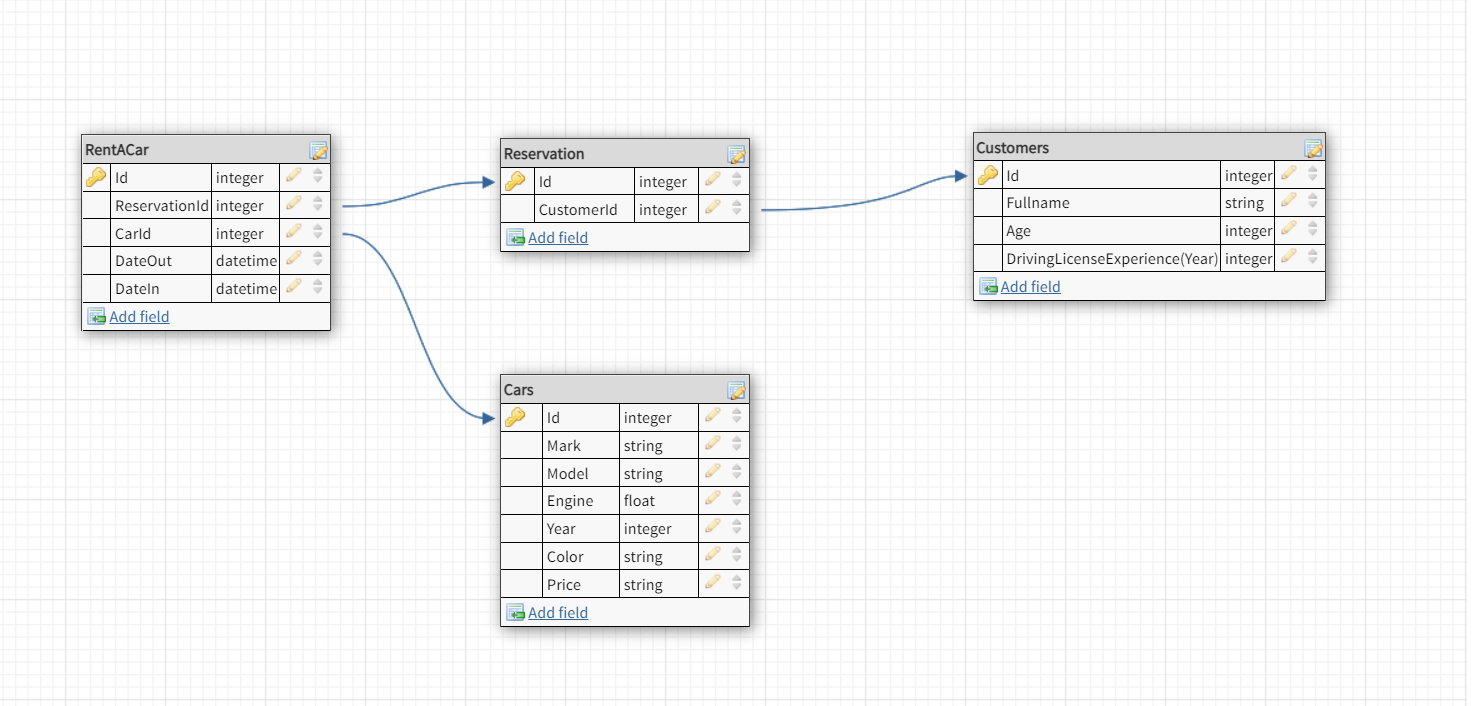 RentACar
Id integer
ReservationId integer
CarId integer
DateOut datetime
DateIn datetime
Add field
Reservation
Id integer
CustomerId integer
Add field
Customers
Id integer
Fullname string
Age integer
DrivingLicenseExperience(Year) integer
Add field
Cars
Id integer
Mark string
Model string
Engine float
Year integer
Color string
Price string
Add field